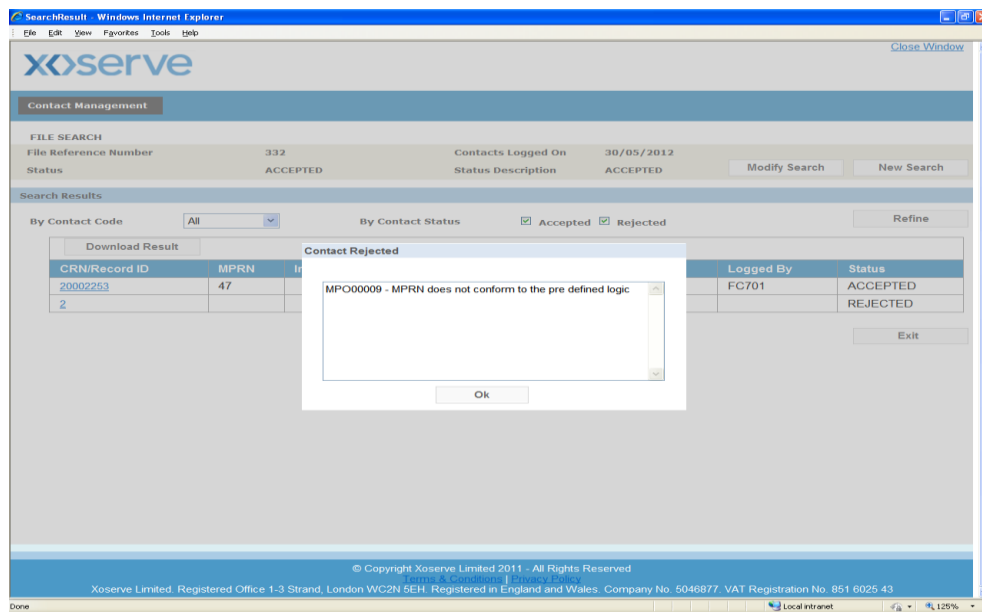 SearchResult - Windows Internet Explorer
File Edit View Favorites Tools Help
Close Window
xoserve
Contact Management
FILE SEARCH
File Reference Number 332 Contacts Logged On 30/05/2012
Status ACCEPTED Status Description ACCEPTED Modify Search New Search
Search Results
By Contact Code All By Contact Status Accepted Rejected Refine
Download Result
Contact Rejected
CRN/Record ID MPRN Logged By Status
20002253 47 FC701 ACCEPTED
MPO00009 - MPRN does not conform to the pre defined logic
2 REJECTED
Exit
Ok
© Copyright Xoserve Limited 2011 - All Rights Reserved
Terms & Conditions | Privacy Policy
Xoserve Limited. Registered Office 1-3 Strand, London WC2N 5EH. Registered in England and Wales. Company No. 5046877. VAT Registration No. 851 6025 43
Done Local intranet 125%